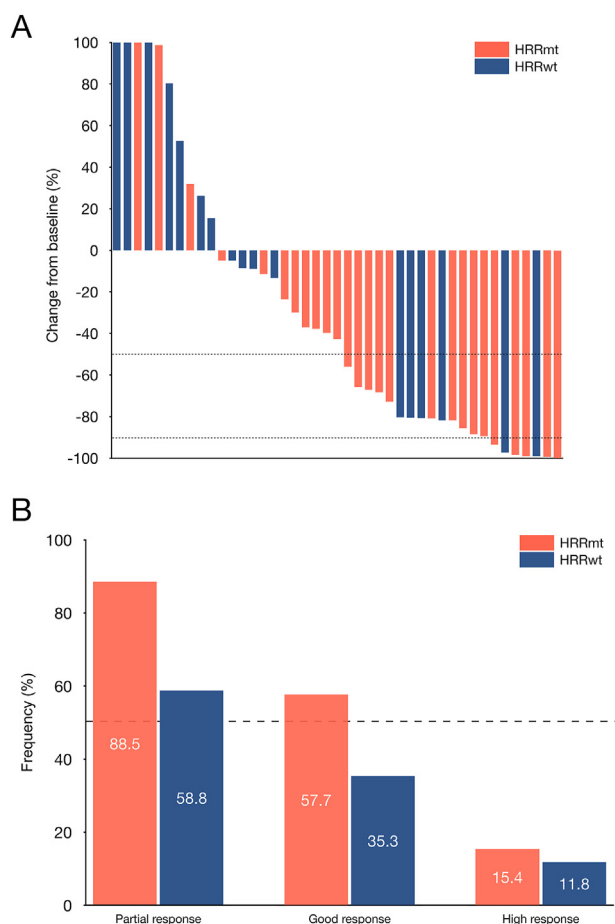 A
HRRmt
HRRwt
Change from baseline (%)
100
80
60
40
20
0
-20
-40
-60
-80
-100
B
HRRmt
HRRwt
Frequency (%)
100
80
60
40
20
0
88.5
58.8
57.7
35.3
15.4
11.8
Partial response
Good response
High response